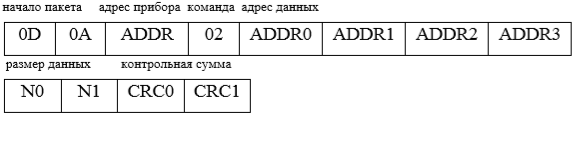 начало пакета адрес прибора команда адрес данных
0D 0A ADDR 02 ADDR0 ADDR1 ADDR2 ADDR3
размер данных контрольная сумма
N0 N1 CRC0 CRC1